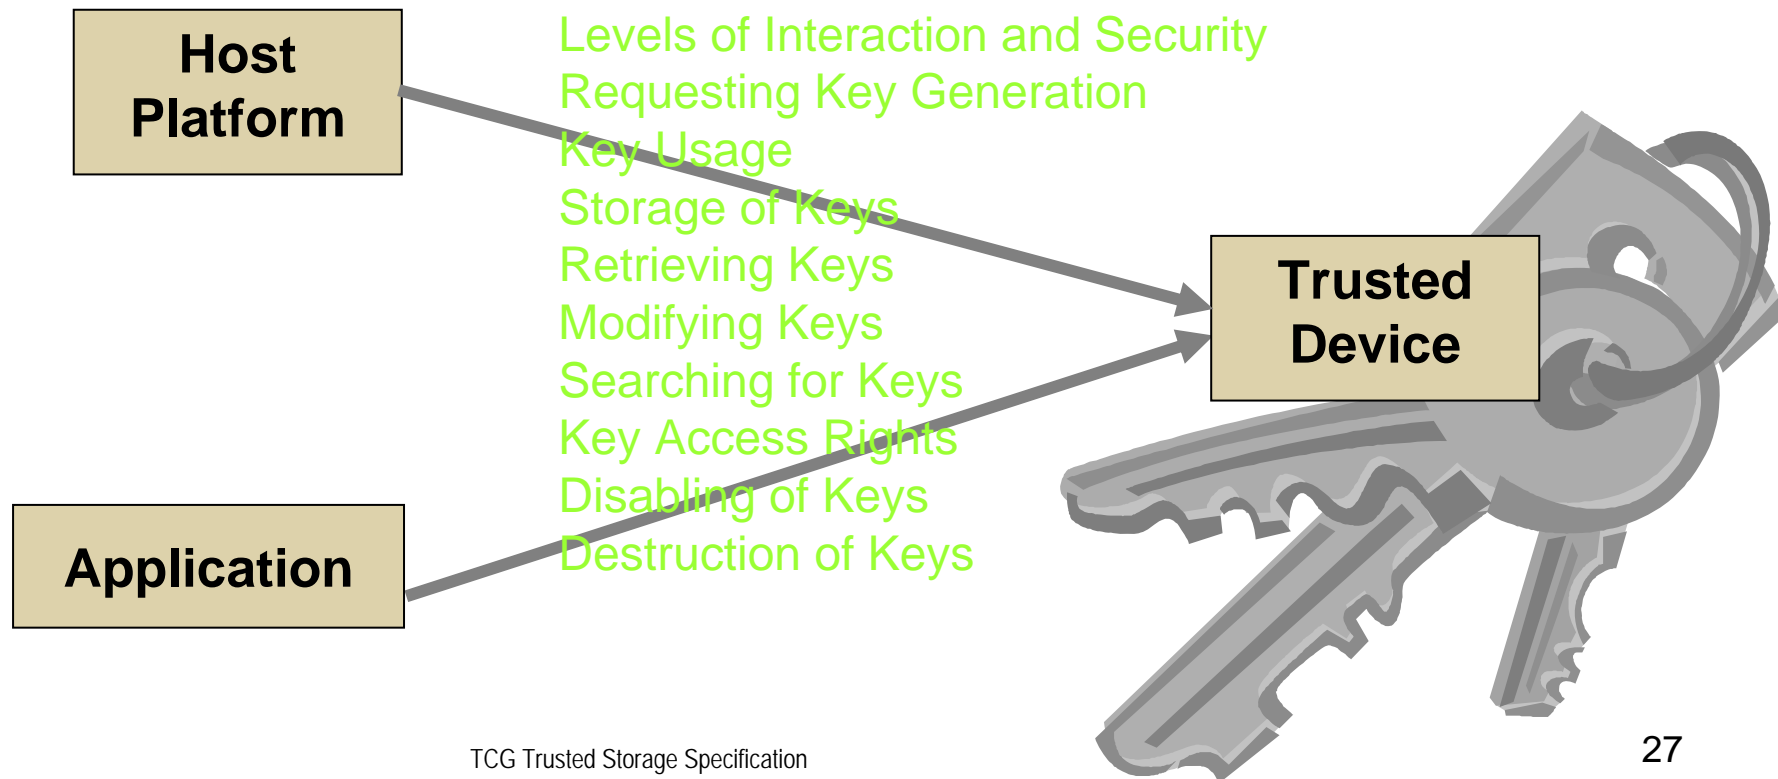 Host
Platform
Levels of Interaction and Security
Requesting Key Generation
Key Usage
Storage of Keys
Retrieving Keys
Modifying Keys
Searching for Keys
Key Access Rights
Disabling of Keys
Destruction of Keys
Trusted
Device
Application
TCG Trusted Storage Specification
27